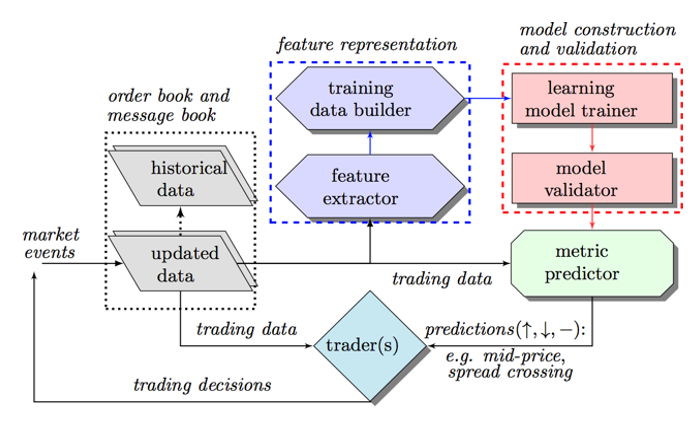 feature representation
model construction
and validation
training
data builder
learning
model trainer
order book and
message book
historical
data
feature
extractor
model
validator
market
events
updated
data
metric
predictor
trading data
trading data
trader(s)
predictions(↑,↓,−):
e.g. mid-price,
spread crossing
trading decisions